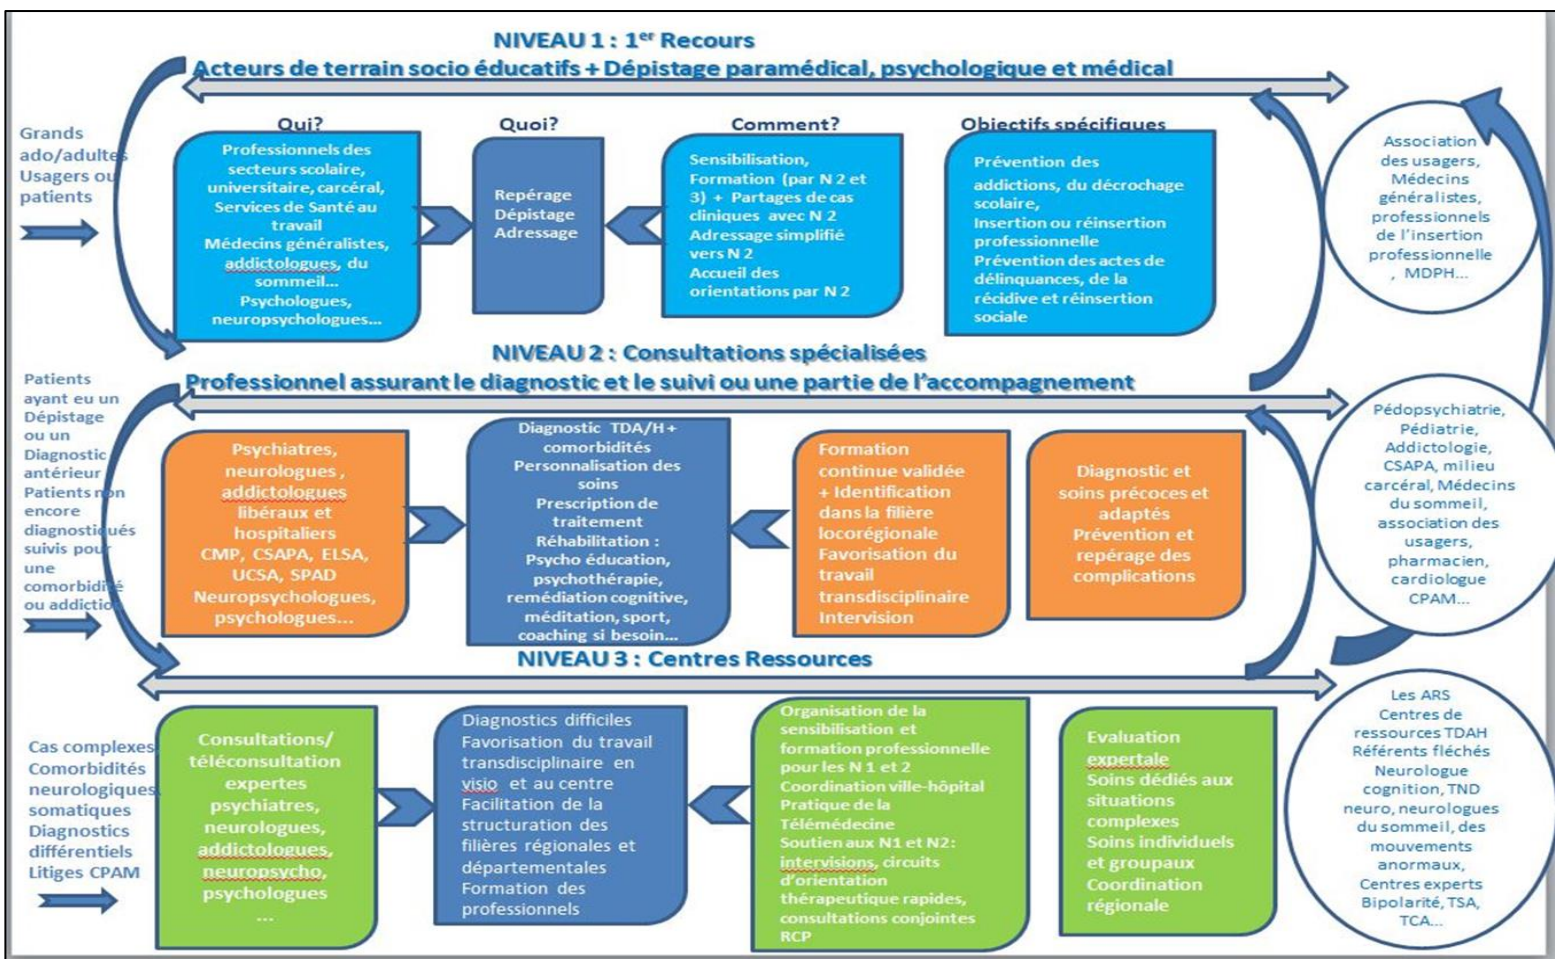 NIVEAU 1 : 1er Recours
Acteurs de terrain socio éducatifs + Dépistage paramédical, psychologique et médical
Grands
ado/adultes
Usagers ou
patients
Qui?
Professionnels des
secteurs scolaire,
universitaire, carcéral,
Services de Santé au
travail
Médecins généralistes,
addictologues, du
sommeil...
Psychologues,
neuropsychologues...
Quoi?
Repérage
Dépistage
Adressage
Comment?
Sensibilisation,
Formation (par N 2 et
3) + Partages de cas
cliniques avec N 2
Adressage simplifié
vers N 2
Accueil des
orientations par N 2
Objectifs spécifiques
Prévention des
addictions, du décrochage
scolaire,
Insertion ou réinsertion
professionnelle
Prévention des actes de
délinquances, de la
récidive et réinsertion
sociale
Association
des usagers,
Médecins
généralistes,
professionnels
de l’insertion
professionnelle
, MDPH...
NIVEAU 2 : Consultations spécialisées
Professionnel assurant le diagnostic et le suivi ou une partie de l’accompagnement
Patients
ayant eu un
Dépistage
ou un
Diagnostic
antérieur
Patients non
encore
diagnostiqués
suivis pour
une
comorbidité
ou addiction
Psychiatres,
neurologues ,
addictologues
libéraux et
hospitaliers
CMP, CSAPA, ELSA,
UCSA, SPAD
Neuropsychologues,
psychologues...
Diagnostic TDA/H +
comorbidités
Personnalisation des
soins
Prescription de
traitement
Réhabilitation :
Psycho éducation,
psychothérapie,
remédiation cognitive,
méditation, sport,
coaching si besoin...
Formation
continue validée
+ Identification
dans la filière
locorégionale
Favorisation du
travail
transdisciplinaire
Intervision
Diagnostic et
soins précoces et
adaptés
Prévention et
repérage des
complications
Pédopsychiatrie,
Pédiatrie,
Addictologie,
CSAPA, milieu
carcéral, Médecins
du sommeil,
association des
usagers,
pharmacien,
cardiologue
CPAM...
NIVEAU 3 : Centres Ressources
Cas complexes
Comorbidités
neurologiques,
somatiques
Diagnostics
différentiels
Litiges CPAM
Consultations/
téléconsultation
expertes
psychiatres,
neurologues,
addictologues,
neuropsycho,
psychologues
...
Diagnostics difficiles
Favorisation du travail
transdisciplinaire en
visio et au centre
Facilitation de la
structuration des
filières régionales et
départementales
Formation des
professionnels
Organisation de la
sensibilisation et
formation professionnelle
pour les N 1 et 2
Coordination ville-hôpital
Pratique de la
Télémédecine
Soutien aux N1 et N2:
intervisions, circuits
d’orientation
thérapeutique rapides,
consultations conjointes
RCP
Evaluation
expertale
Soins dédiés aux
situations
complexes
Soins individuels
et groupaux
Coordination
régionale
Les ARS
Centres de
ressources TDAH
Référents fléchés
Neurologue
cognition, TND
neuro, neurologues
du sommeil, des
mouvements
anormaux,
Centres experts
Bipolarité, TSA,
TCA...